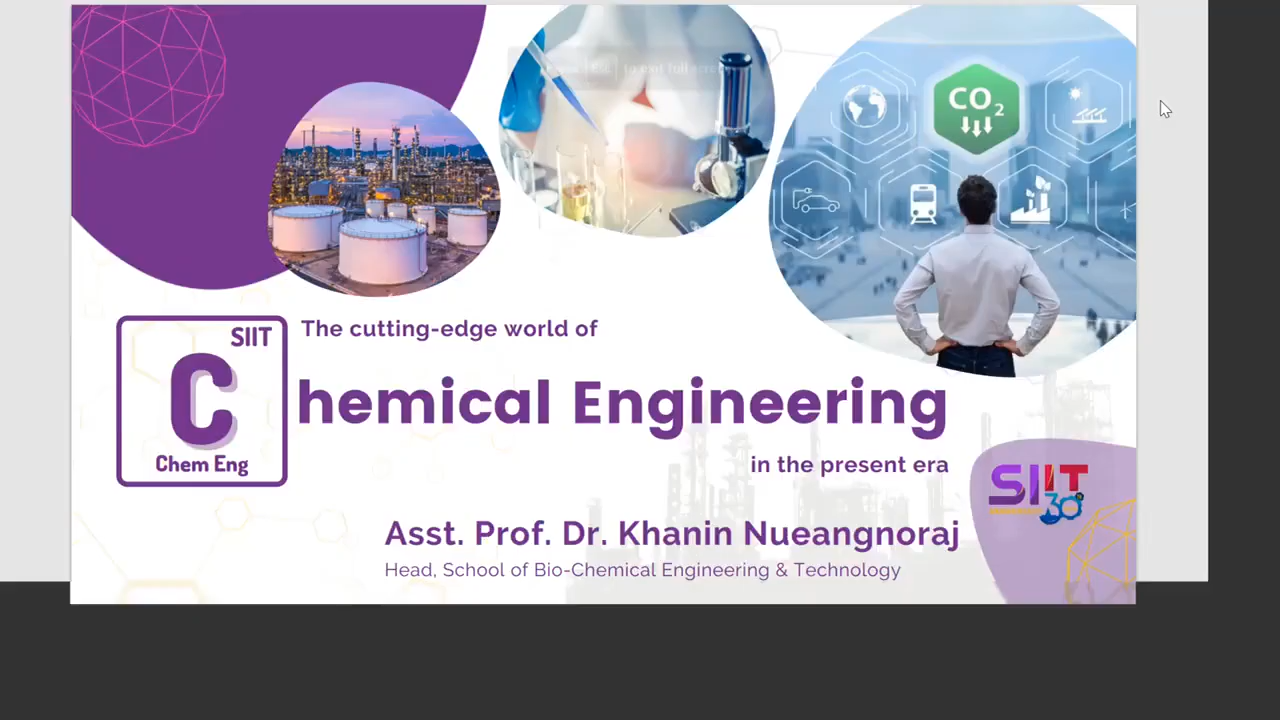 CO₂
SIIT
The cutting-edge world of
C
hemical Engineering
Chem Eng
in the present era
SIIT
30
Asst. Prof. Dr. Khanin Nueangnoraj
Head, School of Bio-Chemical Engineering & Technology